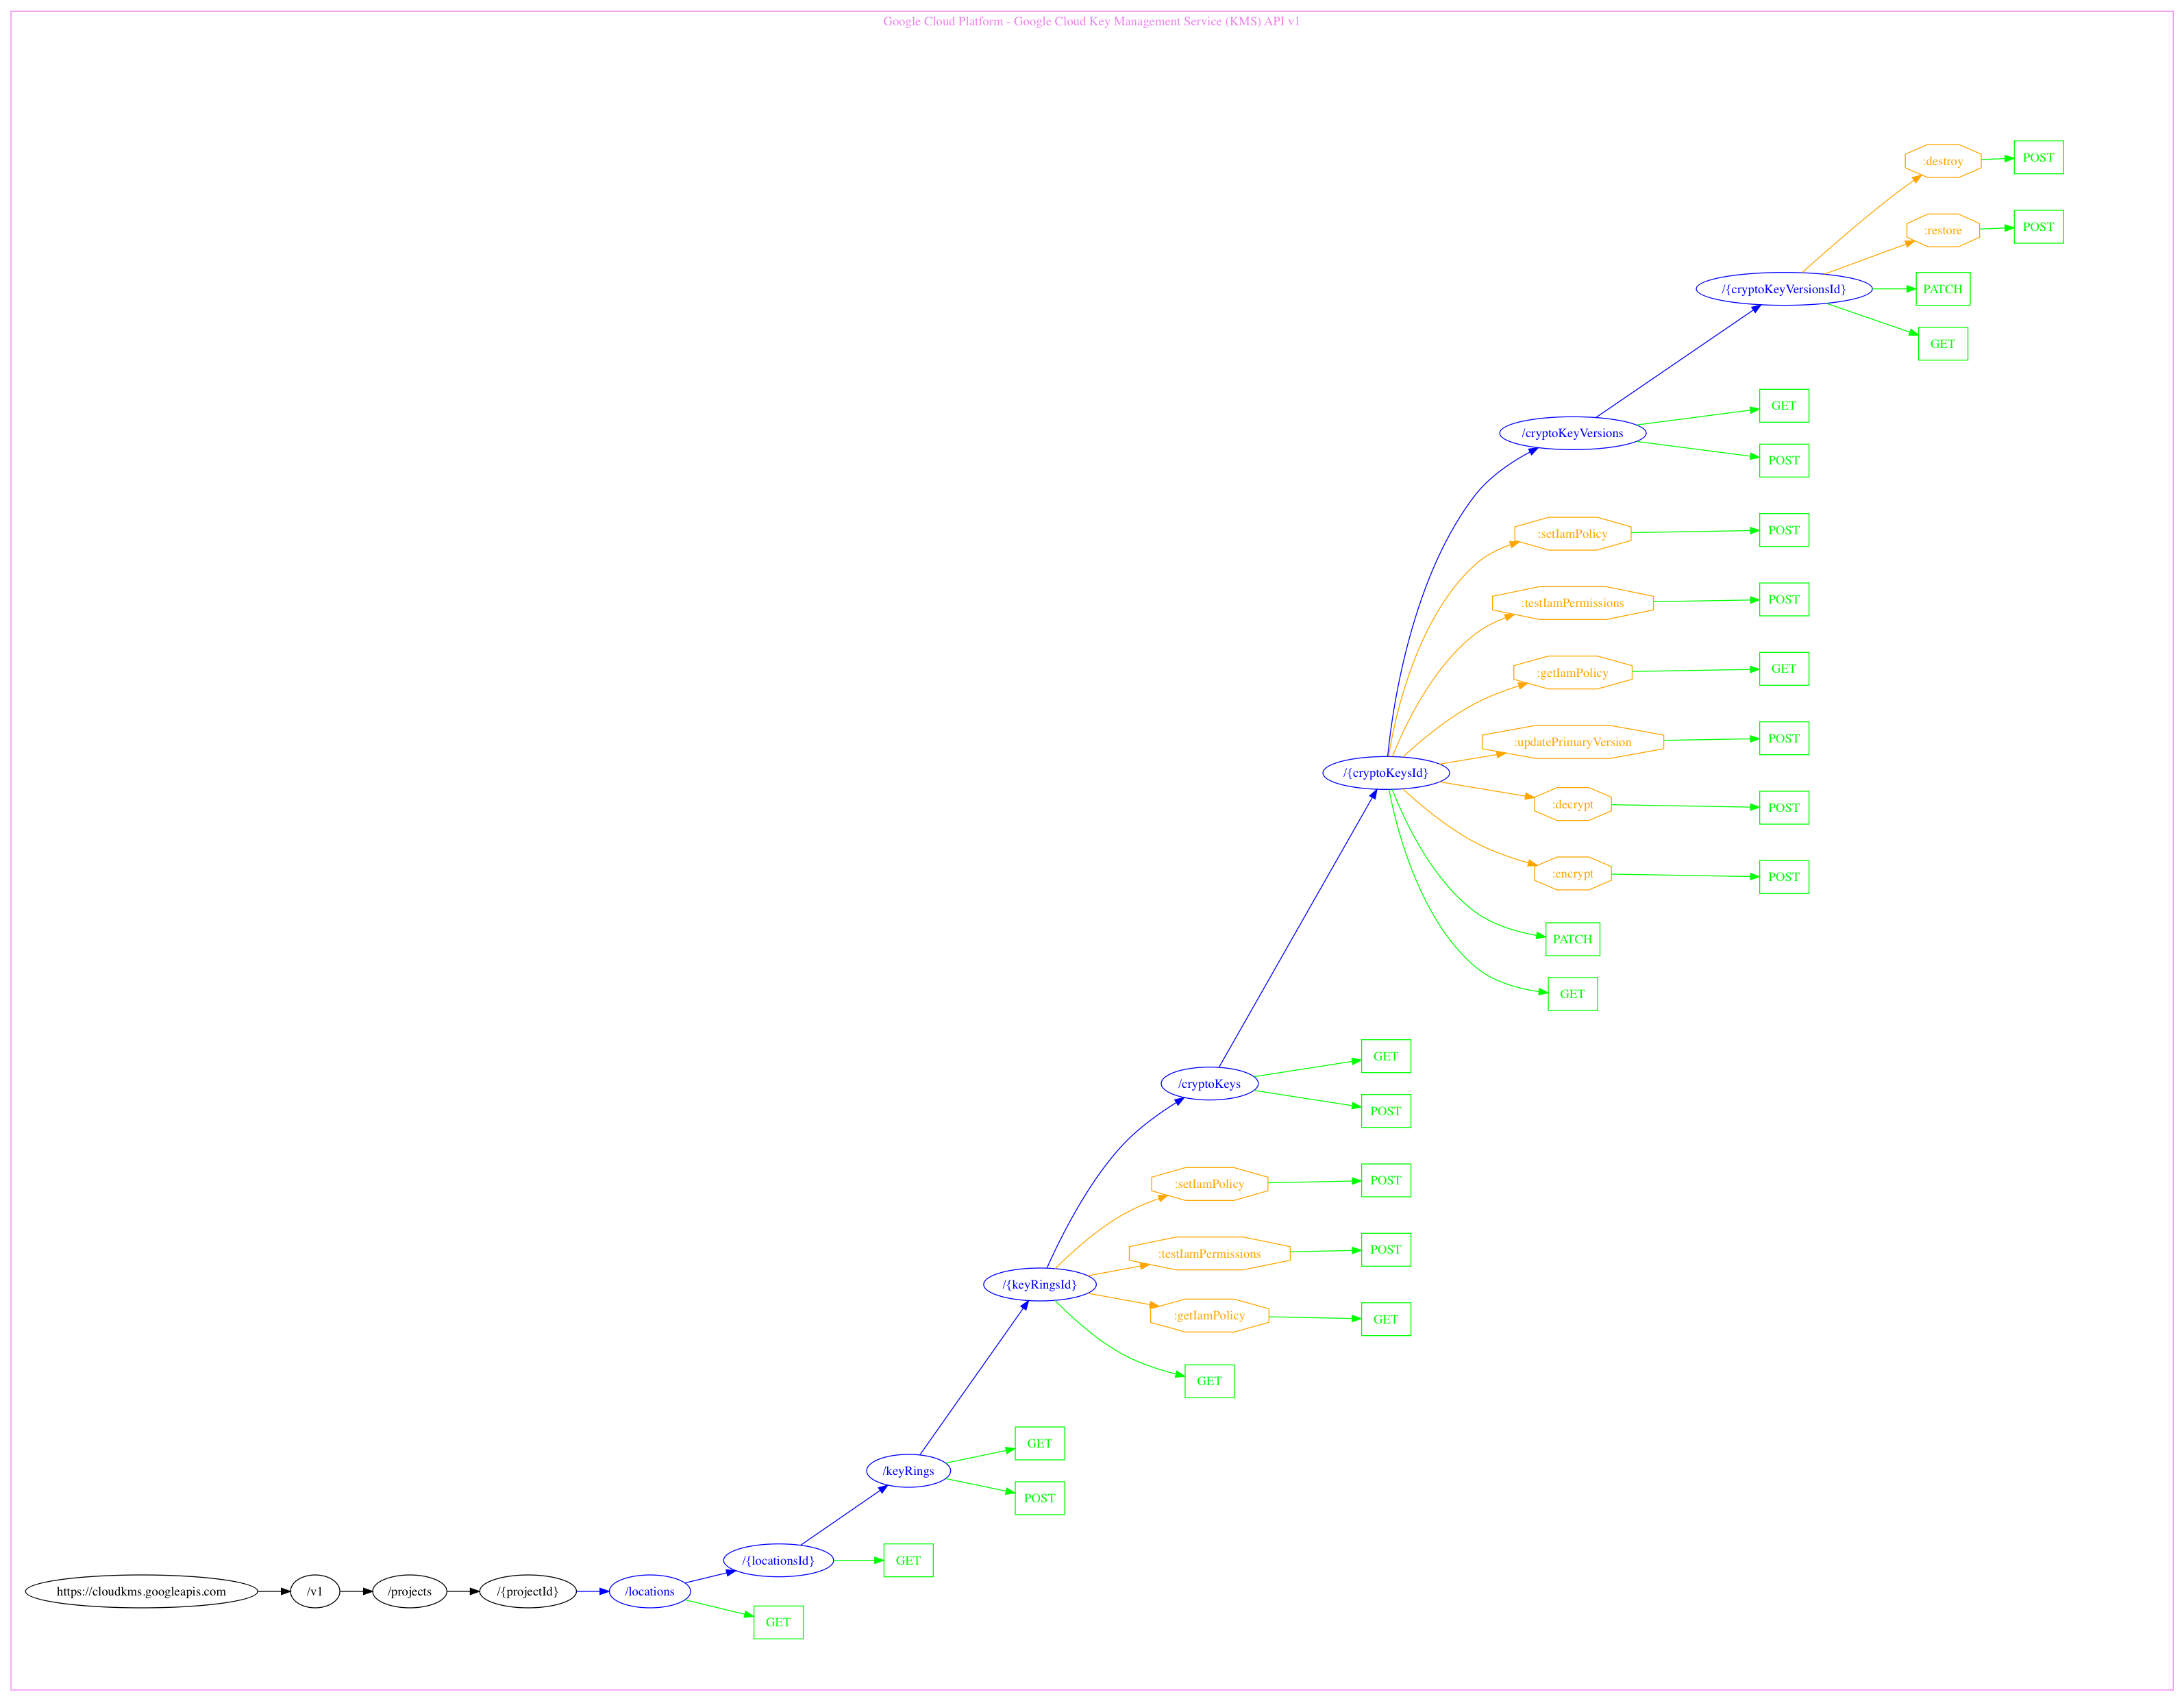 Google Cloud Platform - Google Cloud Key Management Service (KMS) API v1
:destroy
POST
:restore
POST
/{cryptoKeyVersionsId}
PATCH
GET
GET
/cryptoKeyVersions
POST
:setIamPolicy
POST
:testIamPermissions
POST
:getIamPolicy
GET
:updatePrimaryVersion
POST
/{cryptoKeysId}
:decrypt
POST
:encrypt
POST
PATCH
GET
GET
/cryptoKeys
POST
:setIamPolicy
POST
:testIamPermissions
POST
/{keyRingsId}
:getIamPolicy
GET
GET
GET
/keyRings
POST
/{locationsId}
GET
https://cloudkms.googleapis.com
/v1
/projects
/{projectId}
/locations
GET